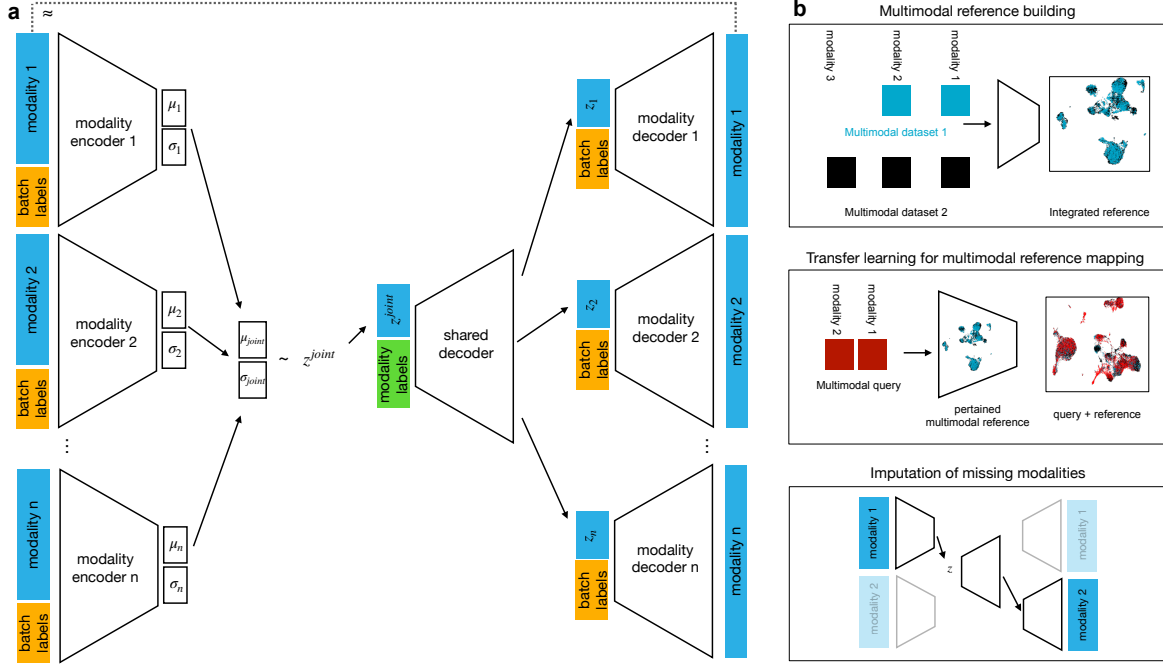 a
≈
modality 1
batch
labels
modality
encoder 1
μ1
σ1
modality 2
batch
labels
modality
encoder 2
μ2
σ2
⋮
modality n
batch
labels
modality
encoder n
μn
σn
μjoint
σjoint
~
z^joint
z^joint
modality labels
shared
decoder
z1
batch
labels
modality
decoder 1
modality 1
z2
batch
labels
modality
decoder 2
modality 2
⋮
⋮
zn
batch
labels
modality
decoder n
modality n
b
Multimodal reference building
modality 3
modality 2
modality 1
Multimodal dataset 1
Multimodal dataset 2
Integrated reference
Transfer learning for multimodal reference mapping
modality 2
modality 1
Multimodal query
pertained
multimodal reference
query + reference
Imputation of missing modalities
modality 1
modality 2
z
modality 1
modality 2